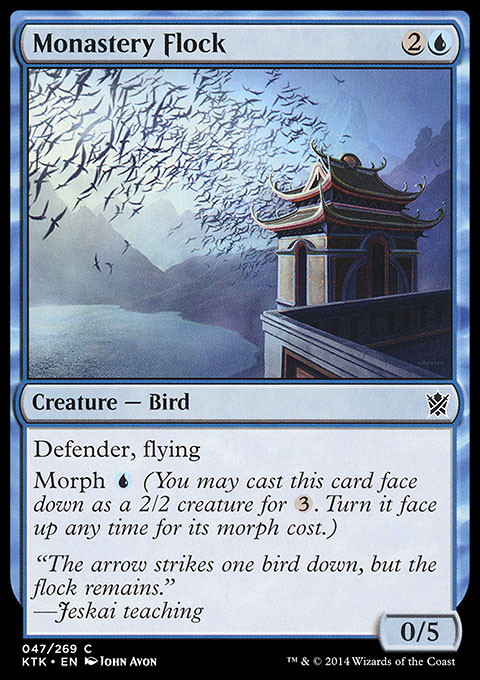 Monastery Flock 2
Creature — Bird
Defender, flying
Morph (You may cast this card face
down as a 2/2 creature for 3. Turn it face
up any time for its morph cost.)
“The arrow strikes one bird down, but the
flock remains.”
—Jeskai teaching
0/5
047/269 C
KTK • EN John Avon
™ & © 2014 Wizards of the Coast